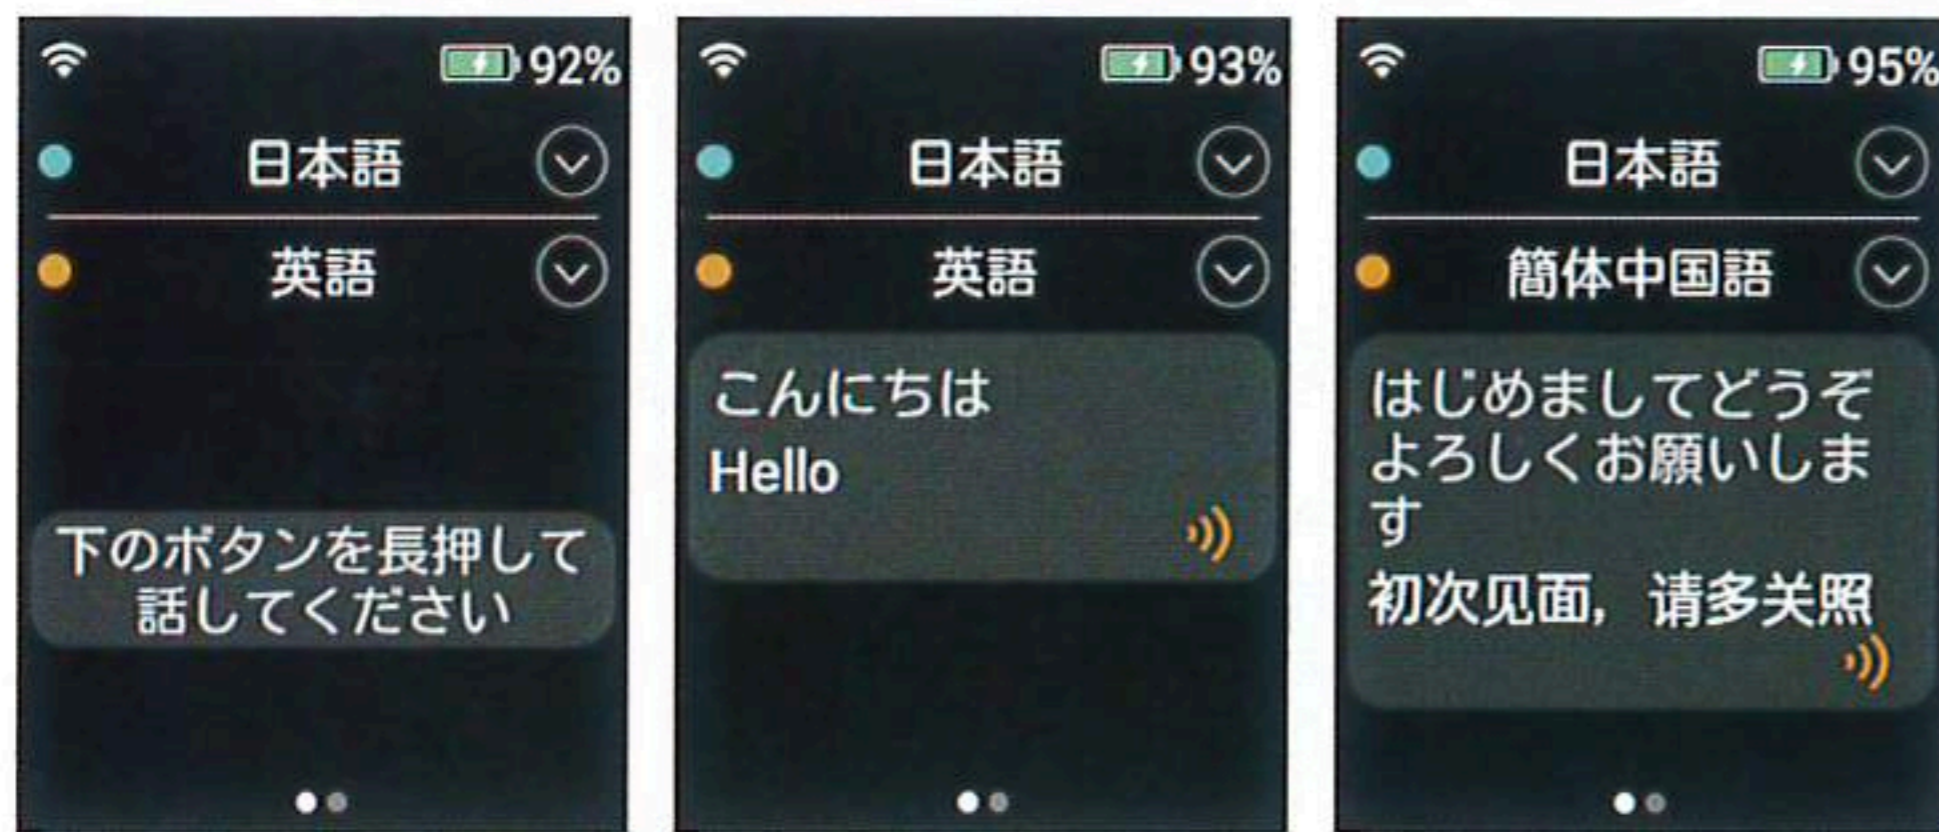 92%
日本語
英語
下のボタンを長押して
話してください
93%
日本語
英語
こんにちは
Hello
95%
日本語
簡体中国語
はじめましてどうぞ
よろしくお願いしま
す
初次见面，请多关照